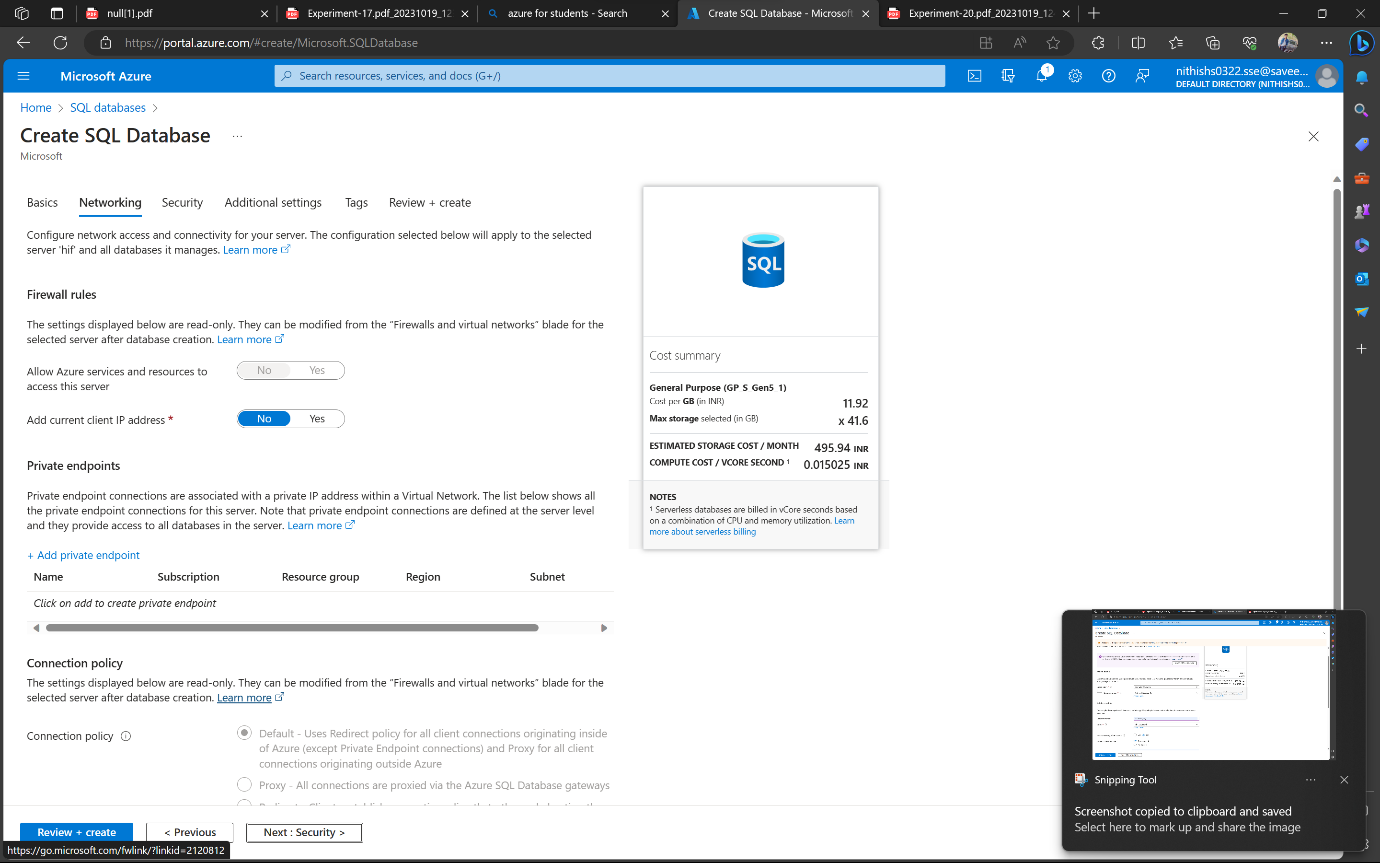 null[1].pdf
Experiment-17.pdf_20231019_12
azure for students - Search
Create SQL Database - Microsoft
Experiment-20.pdf_20231019_12
https://portal.azure.com/#create/Microsoft.SQLDatabase
Microsoft Azure
Search resources, services, and docs (G+/)
1
nithishs0322.sse@savee...
DEFAULT DIRECTORY (NITHISHS0...
Home > SQL databases >
Create SQL Database ...
Microsoft
Basics Networking Security Additional settings Tags Review + create
Configure network access and connectivity for your server. The configuration selected below will apply to the selected
server 'hif' and all databases it manages. Learn more
Firewall rules
The settings displayed below are read-only. They can be modified from the "Firewalls and virtual networks" blade for the
selected server after database creation. Learn more
Allow Azure services and resources to
access this server
No Yes
Add current client IP address *
No Yes
Private endpoints
Private endpoint connections are associated with a private IP address within a Virtual Network. The list below shows all
the private endpoint connections for this server. Note that private endpoint connections are defined at the server level
and they provide access to all databases in the server. Learn more
+ Add private endpoint
Name Subscription Resource group Region Subnet
Click on add to create private endpoint
Connection policy
The settings displayed below are read-only. They can be modified from the "Firewalls and virtual networks" blade for the
selected server after database creation. Learn more
Connection policy
Default - Uses Redirect policy for all client connections originating inside
of Azure (except Private Endpoint connections) and Proxy for all client
connections originating outside Azure
Proxy - All connections are proxied via the Azure SQL Database gateways
Review + create < Previous Next : Security >
https://go.microsoft.com/fwlink/?linkid=2120812
SQL
Cost summary
General Purpose (GP_S_Gen5_1)
Cost per GB (in INR) 11.92
Max storage selected (in GB) x 41.6
ESTIMATED STORAGE COST / MONTH 495.94 INR
COMPUTE COST / VCORE SECOND 1 0.015025 INR
NOTES
1 Serverless databases are billed in vCore seconds based
on a combination of CPU and memory utilization. Learn
more about serverless billing
Snipping Tool
Screenshot copied to clipboard and saved
Select here to mark up and share the image